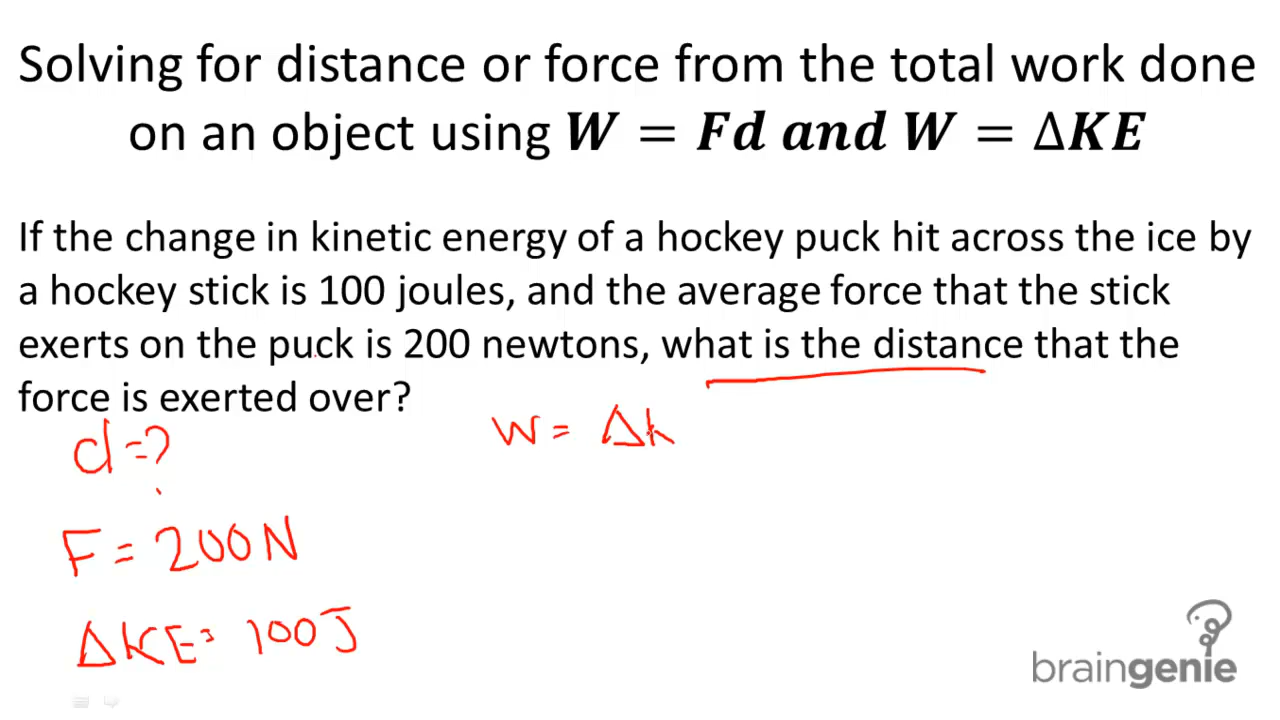 Solving for distance or force from the total work done
on an object using W = Fd and W = ΔKE
If the change in kinetic energy of a hockey puck hit across the ice by
a hockey stick is 100 joules, and the average force that the stick
exerts on the puck is 200 newtons, what is the distance that the
force is exerted over?
d=?
W = ΔK
F = 200N
ΔKE= 100J
braingenie